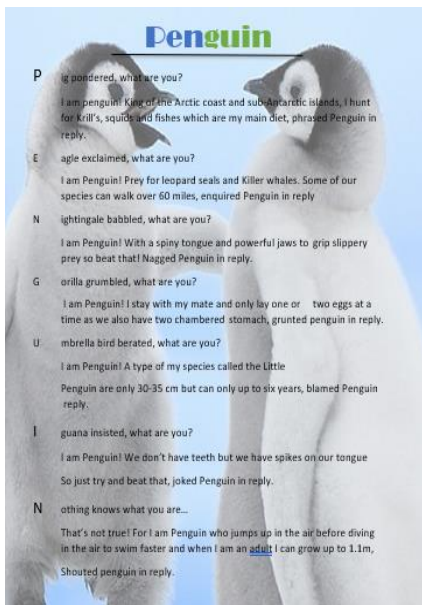 Penguin
P ig pondered, what are you?
I am penguin! King of the Arctic coast and sub-Antarctic islands, I hunt
for Krill's, squids and fishes which are my main diet, phrased Penguin in
reply.
E agle exclaimed, what are you?
I am Penguin! Prey for leopard seals and Killer whales. Some of our
species can walk over 60 miles, enquired Penguin in reply
N ightingale babbled, what are you?
I am Penguin! With a spiny tongue and powerful jaws to grip slippery
prey so beat that! Nagged Penguin in reply.
G orilla grumbled, what are you?
I am Penguin! I stay with my mate and only lay one or two eggs at a
time as we also have two chambered stomach, grunted penguin in reply.
U mbrella bird berated, what are you?
I am Penguin! A type of my species called the Little
Penguin are only 30-35 cm but can only up to six years, blamed Penguin
reply.
I guana insisted, what are you?
I am Penguin! We don't have teeth but we have spikes on our tongue
So just try and beat that, joked Penguin in reply.
N othing knows what you are...
That's not true! For I am Penguin who jumps up in the air before diving
in the air to swim faster and when I am an adult I can grow up to 1.1m,
Shouted penguin in reply.